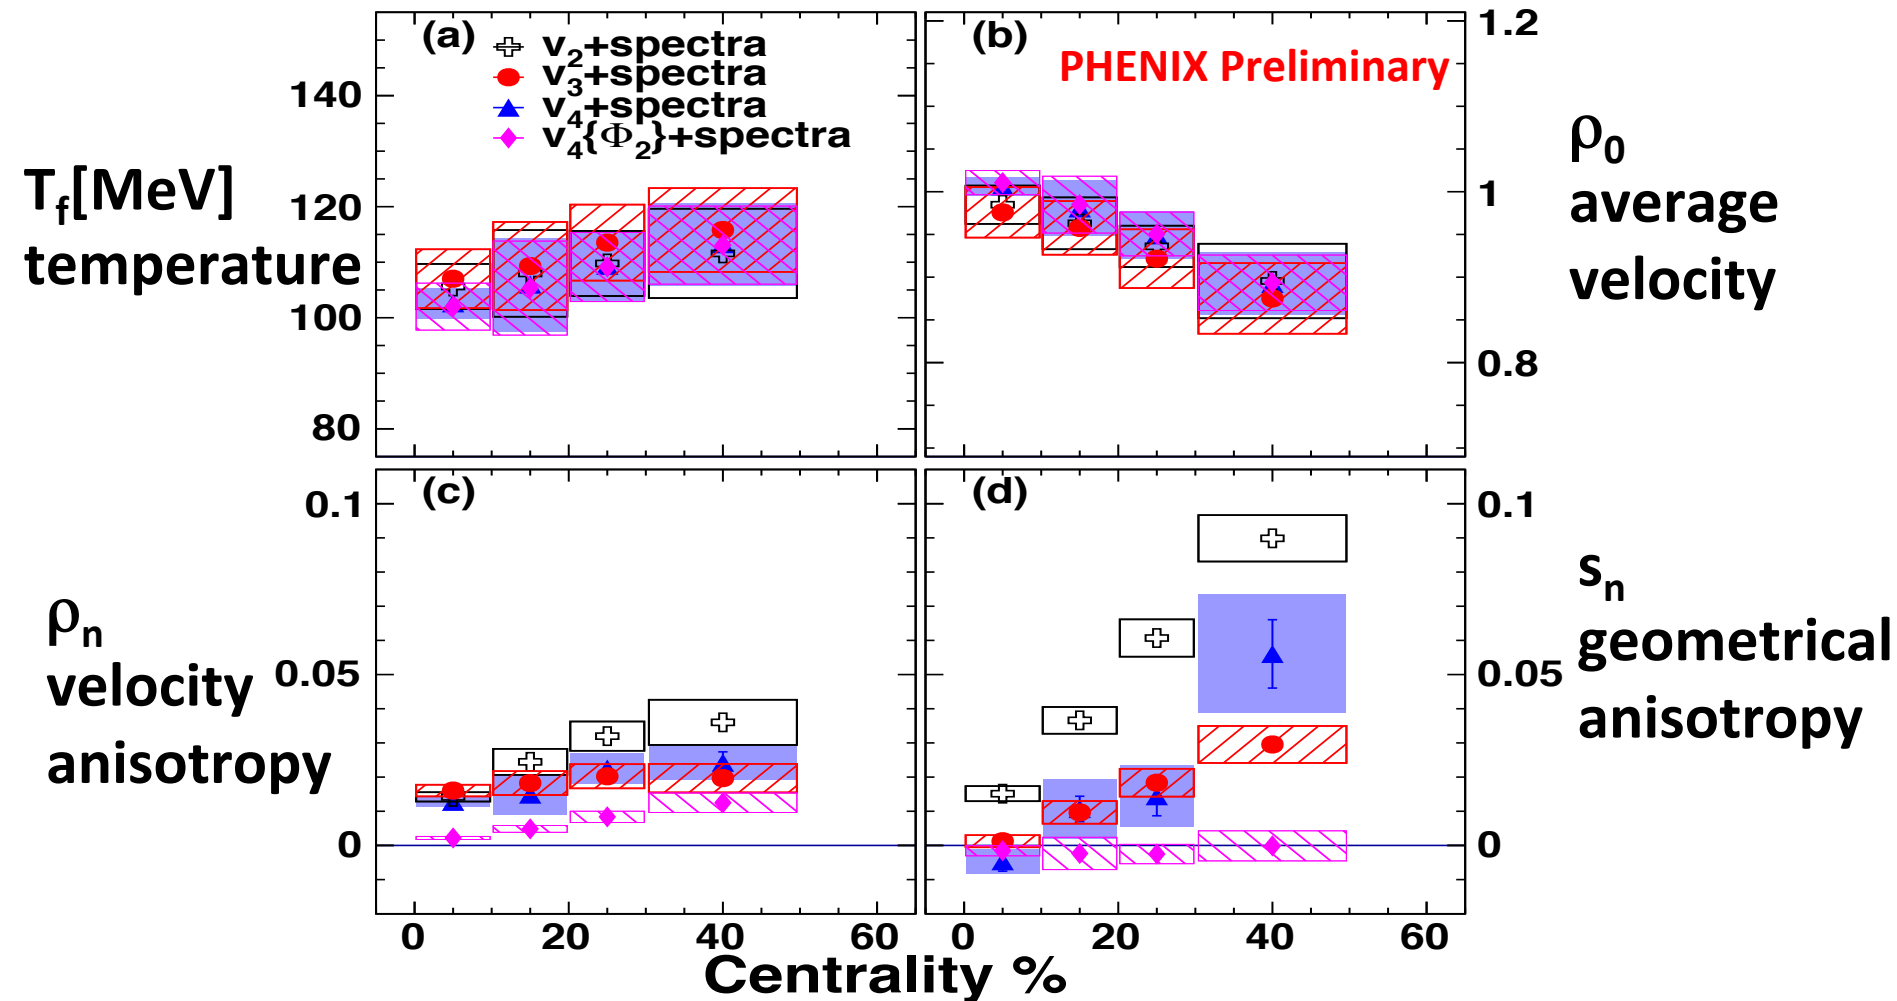 (a)
v2+spectra
v3+spectra
v4+spectra
v4{Φ2}+spectra
140
120
100
80
Tf[MeV]
temperature
(b)
PHENIX Preliminary
1.2
1
0.8
ρ0
average
velocity
(c)
0.1
0.05
0
ρn
velocity
anisotropy
(d)
0.1
0.05
0
sn
geometrical
anisotropy
0 20 40 60
0 20 40 60
Centrality %